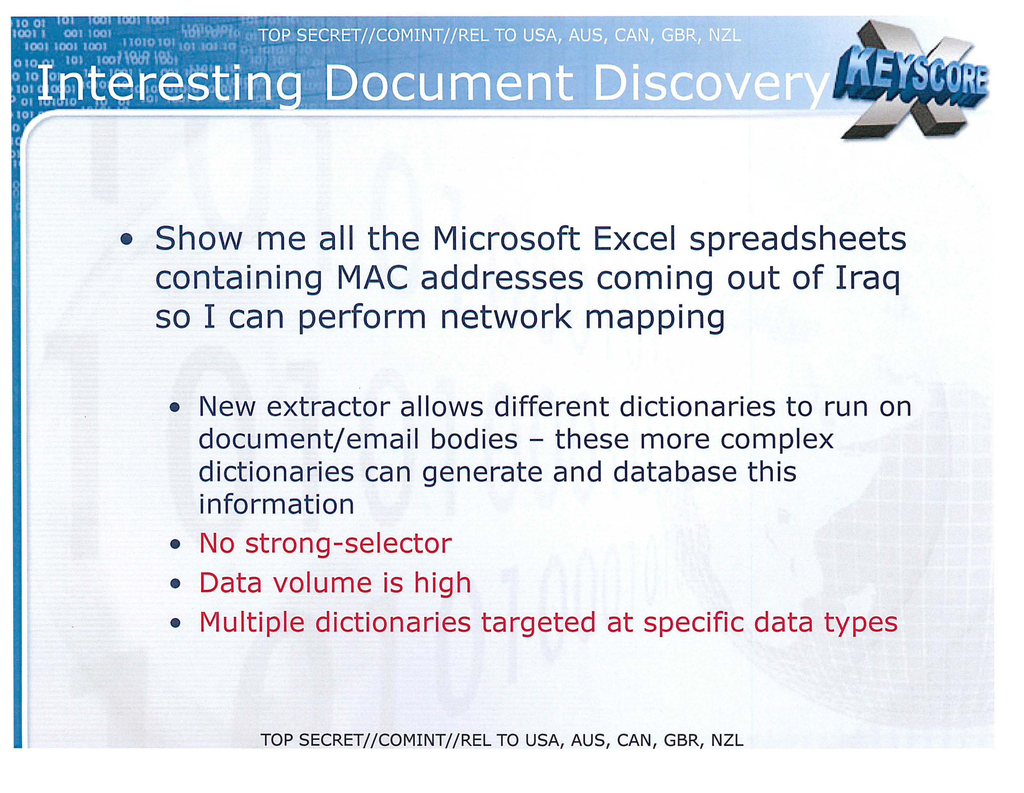 TOP SECRET//COMINT//REL TO USA, AUS, CAN, GBR, NZL
Interesting Document Discovery
X KEYSCORE
• Show me all the Microsoft Excel spreadsheets
containing MAC addresses coming out of Iraq
so I can perform network mapping
• New extractor allows different dictionaries to run on
document/email bodies – these more complex
dictionaries can generate and database this
information
• No strong-selector
• Data volume is high
• Multiple dictionaries targeted at specific data types
TOP SECRET//COMINT//REL TO USA, AUS, CAN, GBR, NZL